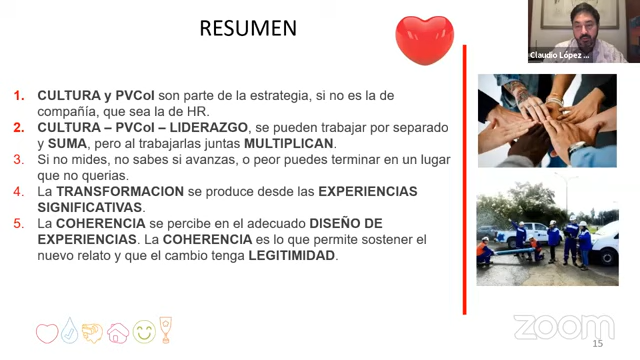 RESUMEN
Claudio López ...
1. CULTURA y PVCol son parte de la estrategia, si no es la de
compañía, que sea la de HR.
2. CULTURA – PVCol – LIDERAZGO, se pueden trabajar por separado
y SUMA, pero al trabajarlas juntas MULTIPLICAN.
3. Si no mides, no sabes si avanzas, o peor puedes terminar en un lugar
que no querias.
4. La TRANSFORMACION se produce desde las EXPERIENCIAS
SIGNIFICATIVAS.
5. La COHERENCIA se percibe en el adecuado DISEÑO DE
EXPERIENCIAS. La COHERENCIA es lo que permite sostener el
nuevo relato y que el cambio tenga LEGITIMIDAD.
zoom
15